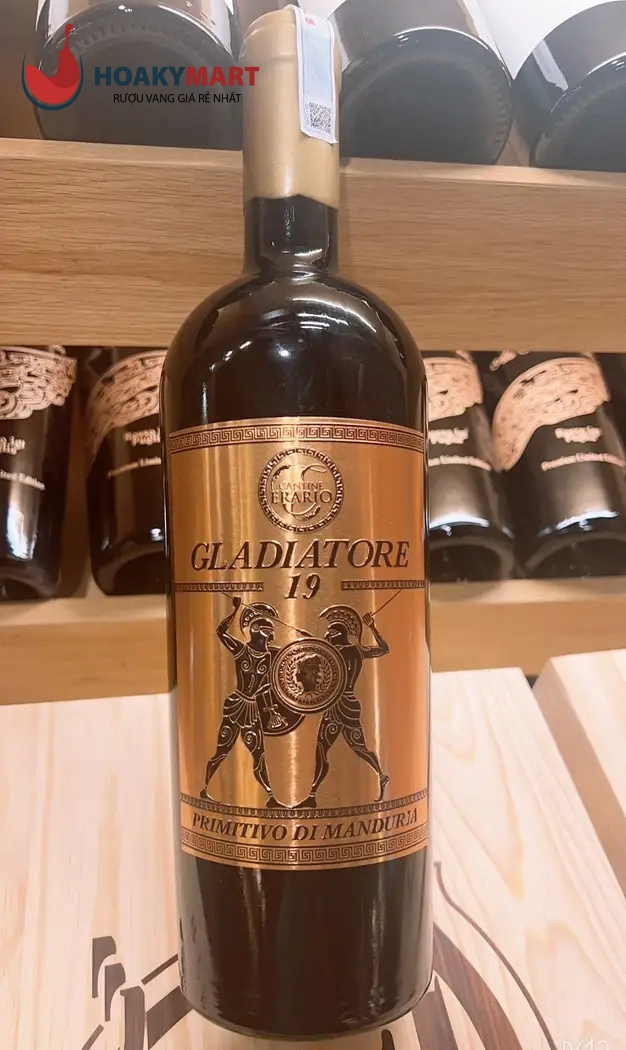 HOAKYMART
RƯỢU VANG GIÁ RẺ NHẤT
CANTINE
ERARIO
GLADIATORE
19
PRIMITIVO DI MANDURIA